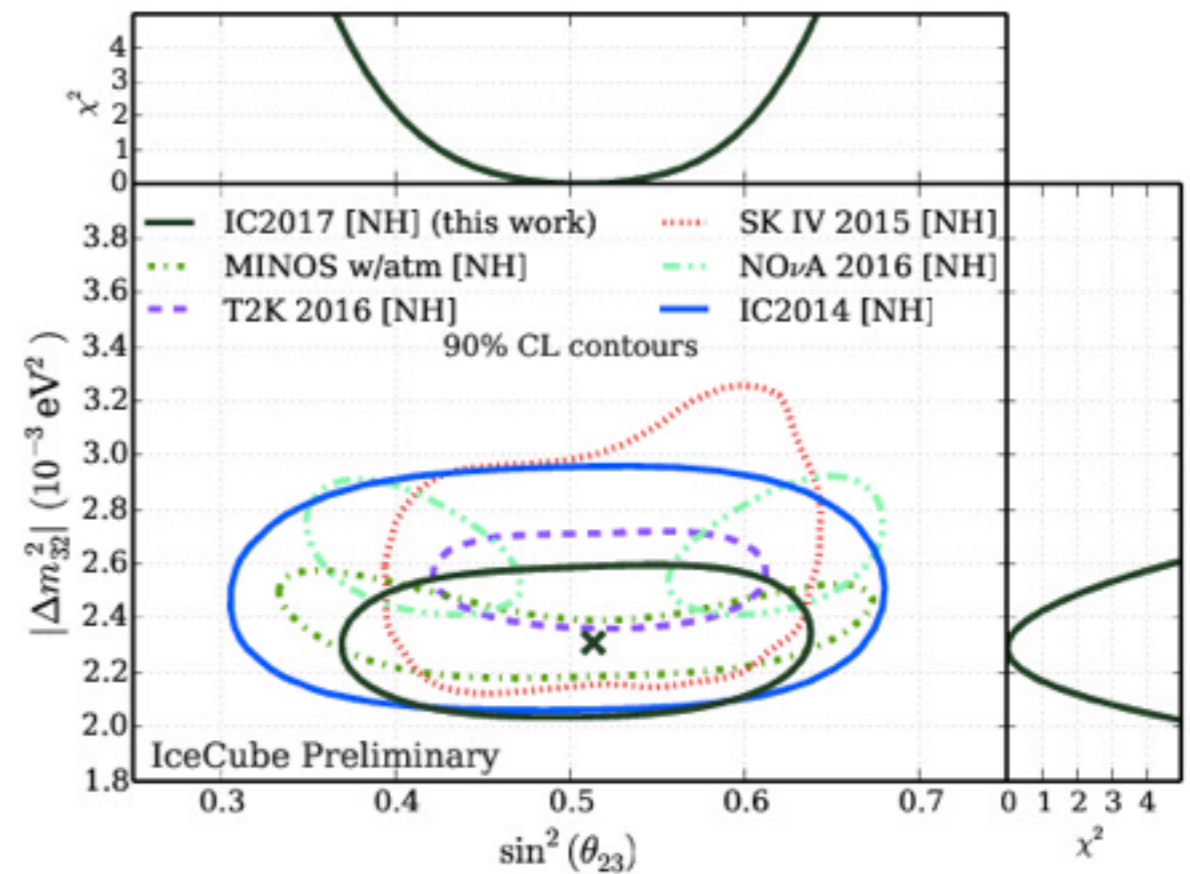 χ²
4
3
2
1
0
IC2017 [NH] (this work)
MINOS w/atm [NH]
T2K 2016 [NH]
SK IV 2015 [NH]
NOνA 2016 [NH]
IC2014 [NH]
90% CL contours
|Δm²₃₂| (10⁻³ eV²)
3.8
3.6
3.4
3.2
3.0
2.8
2.6
2.4
2.2
2.0
1.8
IceCube Preliminary
0.3 0.4 0.5 0.6 0.7
sin² (θ₂₃)
0 1 2 3 4
χ²